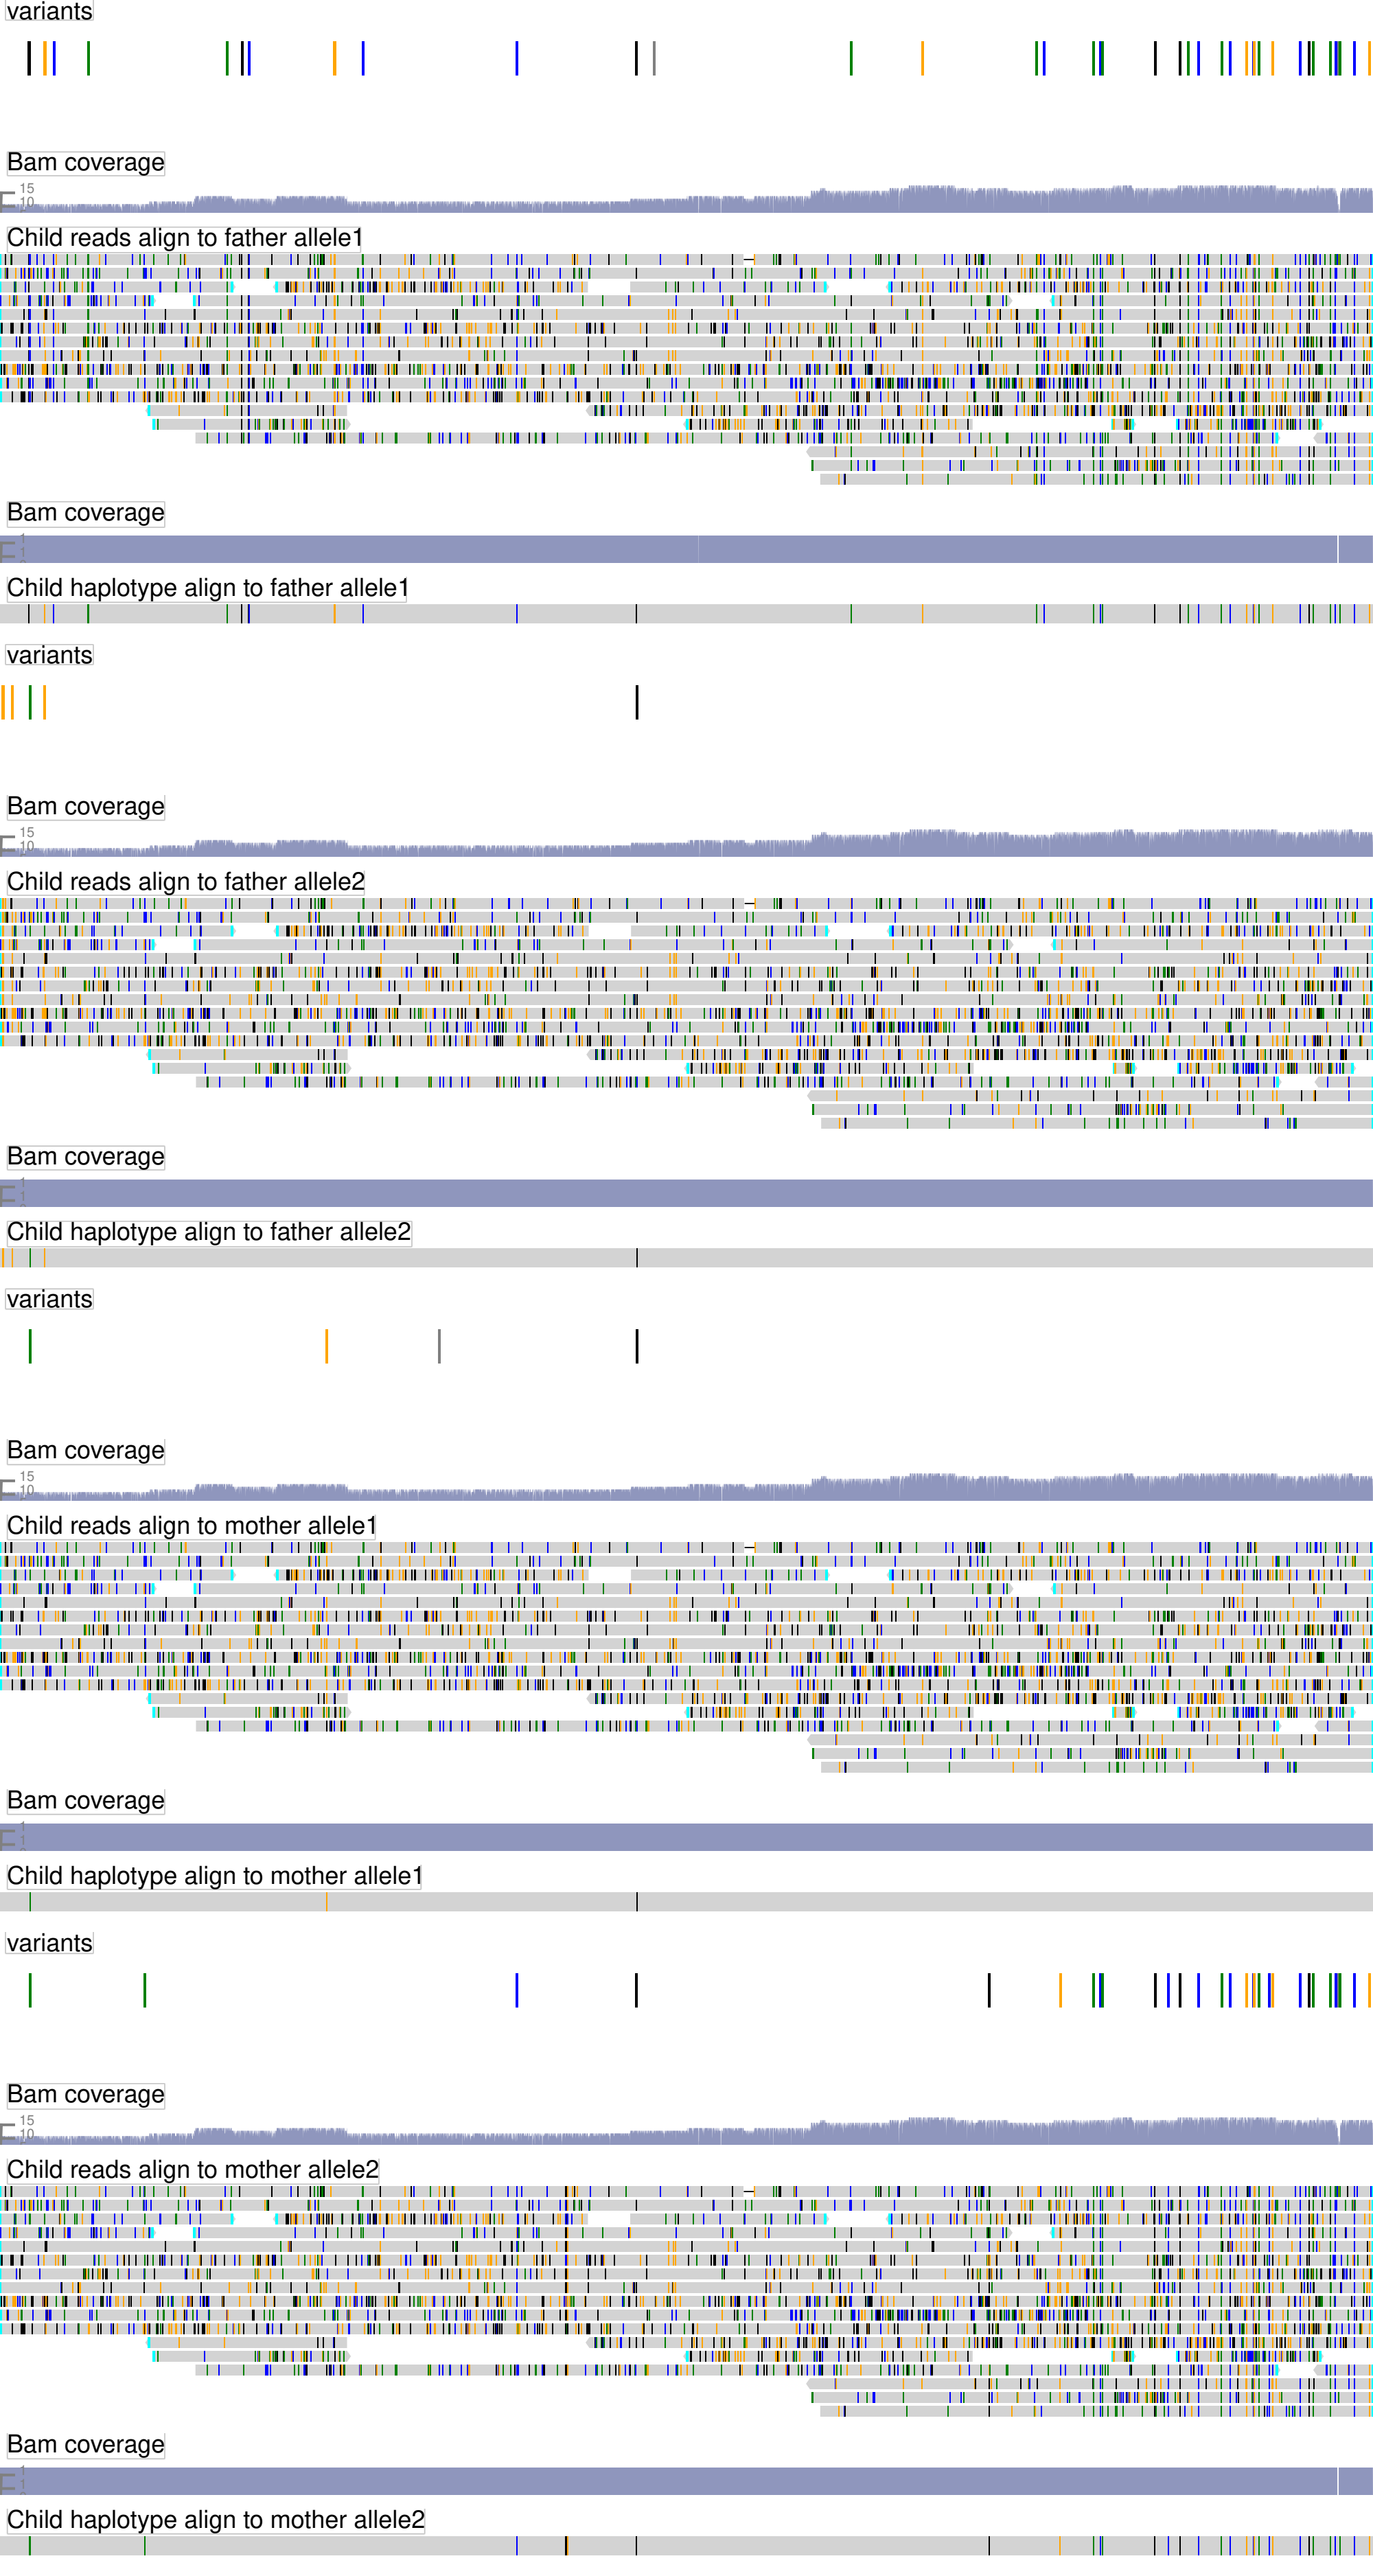 variants
Bam coverage
15
10
Child reads align to father allele1
Bam coverage
1
1
Child haplotype align to father allele1
variants
Bam coverage
15
10
Child reads align to father allele2
Bam coverage
1
1
Child haplotype align to father allele2
variants
Bam coverage
15
10
Child reads align to mother allele1
Bam coverage
1
1
Child haplotype align to mother allele1
variants
Bam coverage
15
10
Child reads align to mother allele2
Bam coverage
1
1
Child haplotype align to mother allele2